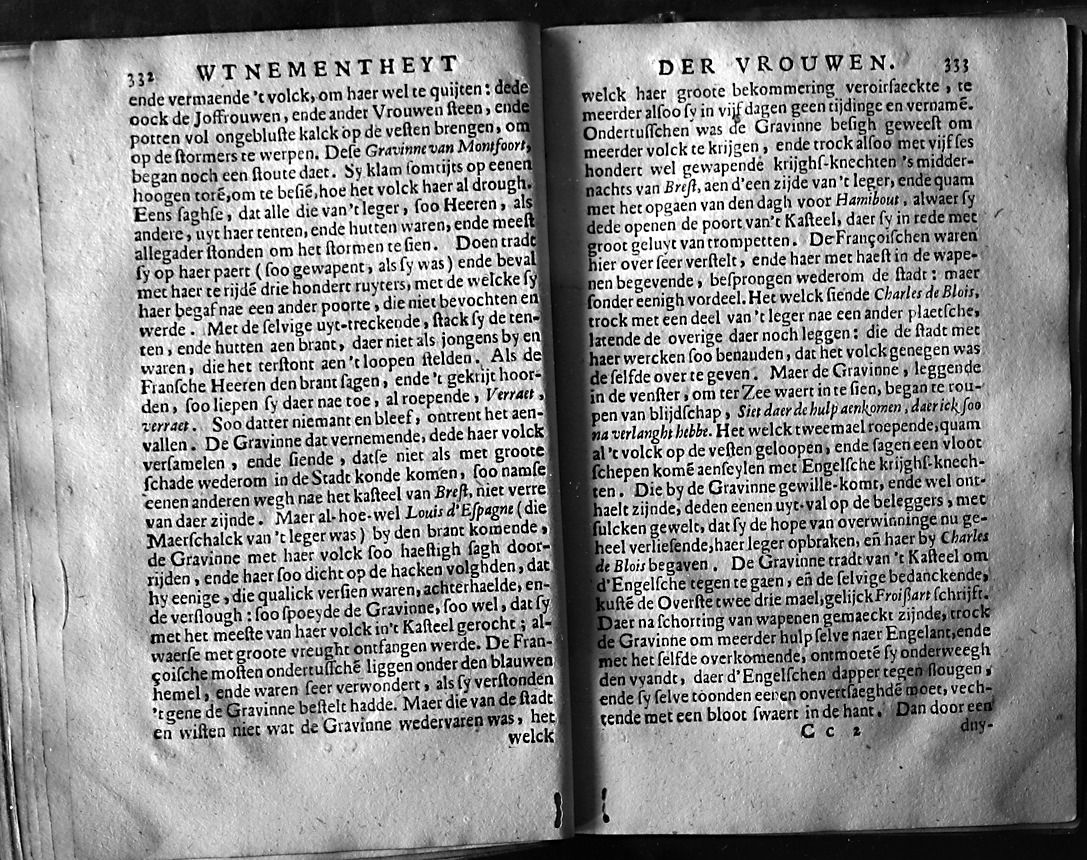 332 WTNEMENTHEYT
ende vermaende 't volck, om haer wel te quijten: dede
oock de Joffrouwen, ende ander Vrouwen ſteen, ende
potten vol ongebluſte kalck op de veſten brengen, om
op de ſtormers te werpen. Deſe Gravinne van Montfoort,
began noch een ſtoute daet. Sy klam ſomtijts op eenen
hoogen torē, om te beſiē, hoe het volck haer al drough.
Eens ſaghſe, dat alle die van 't leger, ſoo Heeren, als
andere, uyt haer tenten, ende hutten waren, ende meeſt
allegader ſtonden om het ſtormen te ſien. Doen tradt
ſy op haer paert (ſoo gewapent, als ſy was) ende beval
met haer te rijdē drie hondert ruyters, met de welcke ſy
haer begaf nae een ander poorte, die niet bevochten en
werde. Met de ſelvige uyt-treckende, ſtack ſy de ten-
ten, ende hutten aen brant, daer niet als jongens by en
waren, die het terſtont aen 't loopen ſtelden. Als de
Franſche Heeren den brant ſagen, ende 't gekrijt hoor-
den, ſoo liepen ſy daer nae toe, al roepende, Verraet,
verraet. Soo datter niemant en bleef, ontrent het aen-
vallen. De Gravinne dat vernemende, dede haer volck
verſamelen, ende ſiende, datſe niet als met groote
ſchade wederom in de Stadt konde komen, ſoo namſe
eenen anderen wegh nae het kaſteel van Breſt, niet verre
van daer zijnde. Maer al-hoe-wel Louis d'Eſpagne (die
Maerſchalck van 't leger was) by den brant komende,
de Gravinne met haer volck ſoo haeſtigh ſagh door-
rijden, ende haer ſoo dicht op de hacken volghden, dat
hy eenige, die qualick verſien waren, achterhaelde, en-
de verſlough: ſoo ſpoeyde de Gravinne, ſoo wel, dat ſy
met het meeſte van haer volck in't Kaſteel gerocht; al-
waerſe met groote vreught ontfangen werde. De Fran-
çoiſche moſten ondertuſſchē liggen onder den blauwen
hemel, ende waren ſeer verwondert, als ſy verſtonden
't gene de Gravinne beſtelt hadde. Maer die van de ſtadt
en wiſten niet wat de Gravinne wedervaren was, het
welck
DER VROUWEN. 333
welck haer groote bekommering veroirſaeckte, te
meerder alſoo ſy in vijf dagen geen tijdinge en vernamē.
Ondertuſſchen was de Gravinne beſigh geweeſt om
meerder volck te krijgen, ende trock alſoo met vijf ſes
hondert wel gewapende krijghſ-knechten 's midder-
nachts van Breſt, aen d'een zijde van 't leger, ende quam
met het opgaen van den dagh voor Hamibout, alwaer ſy
dede openen de poort van't Kaſteel, daer ſy in rede met
groot geluyt van trompetten. De Françoiſchen waren
hier over ſeer verſtelt, ende haer met haeſt in de wape-
nen begevende, beſprongen wederom de ſtadt: maer
ſonder eenigh vordeel. Het welck ſiende Charles de Blois,
trock met een deel van 't leger nae een ander plaetſche,
latende de overige daer noch leggen: die de ſtadt met
haer wercken ſoo benauden, dat het volck genegen was
de ſelfde over te geven. Maer de Gravinne, leggende
in de venſter, om ter Zee waert in te ſien, began te rou-
pen van blijdſchap, Siet daer de hulp aenkomen, daer ick ſoo
na verlanght hebbe. Het welck tweemael roepende, quam
al 't volck op de veſten geloopen, ende ſagen een vloot
ſchepen komē aenſeylen met Engelſche krijghſ-knech-
ten. Die by de Gravinne gewillē-komt, ende wel ont-
haelt zijnde, deden eenen uyt-val op de beleggers, met
ſulcken gewelt, dat ſy de hope van overwinninge nu ge-
heel verlieſende, haer leger opbraken, eñ haer by Charles
de Blois begaven. De Gravinne tradt van 't Kaſteel om
d'Engelſche tegen te gaen, eñ de ſelvige bedanckende,
kuſtē de Overſte twee drie mael, gelijck Froiſſart ſchrijft.
Daer na ſchorting van wapenen gemaeckt zijnde, trock
de Gravinne om meerder hulp ſelve naer Engelant, ende
met het ſelfde overkomende, ontmoetē ſy onderweegh
den vyandt, daer d'Engelſchen dapper tegen ſlougen,
ende ſy ſelve toonden eenen onvertſaeghdē moet, vech-
tende met een bloot ſwaert in de hant. Dan door een
C c 2 duy-